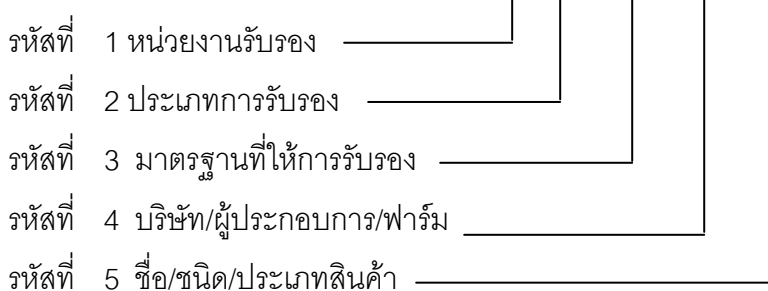 รหัสที่ 1 หน่วยงานรับรอง
รหัสที่ 2 ประเภทการรับรอง
รหัสที่ 3 มาตรฐานที่ให้การรับรอง
รหัสที่ 4 บริษัท/ผู้ประกอบการ/ฟาร์ม
รหัสที่ 5 ชื่อ/ชนิด/ประเภทสินค้า